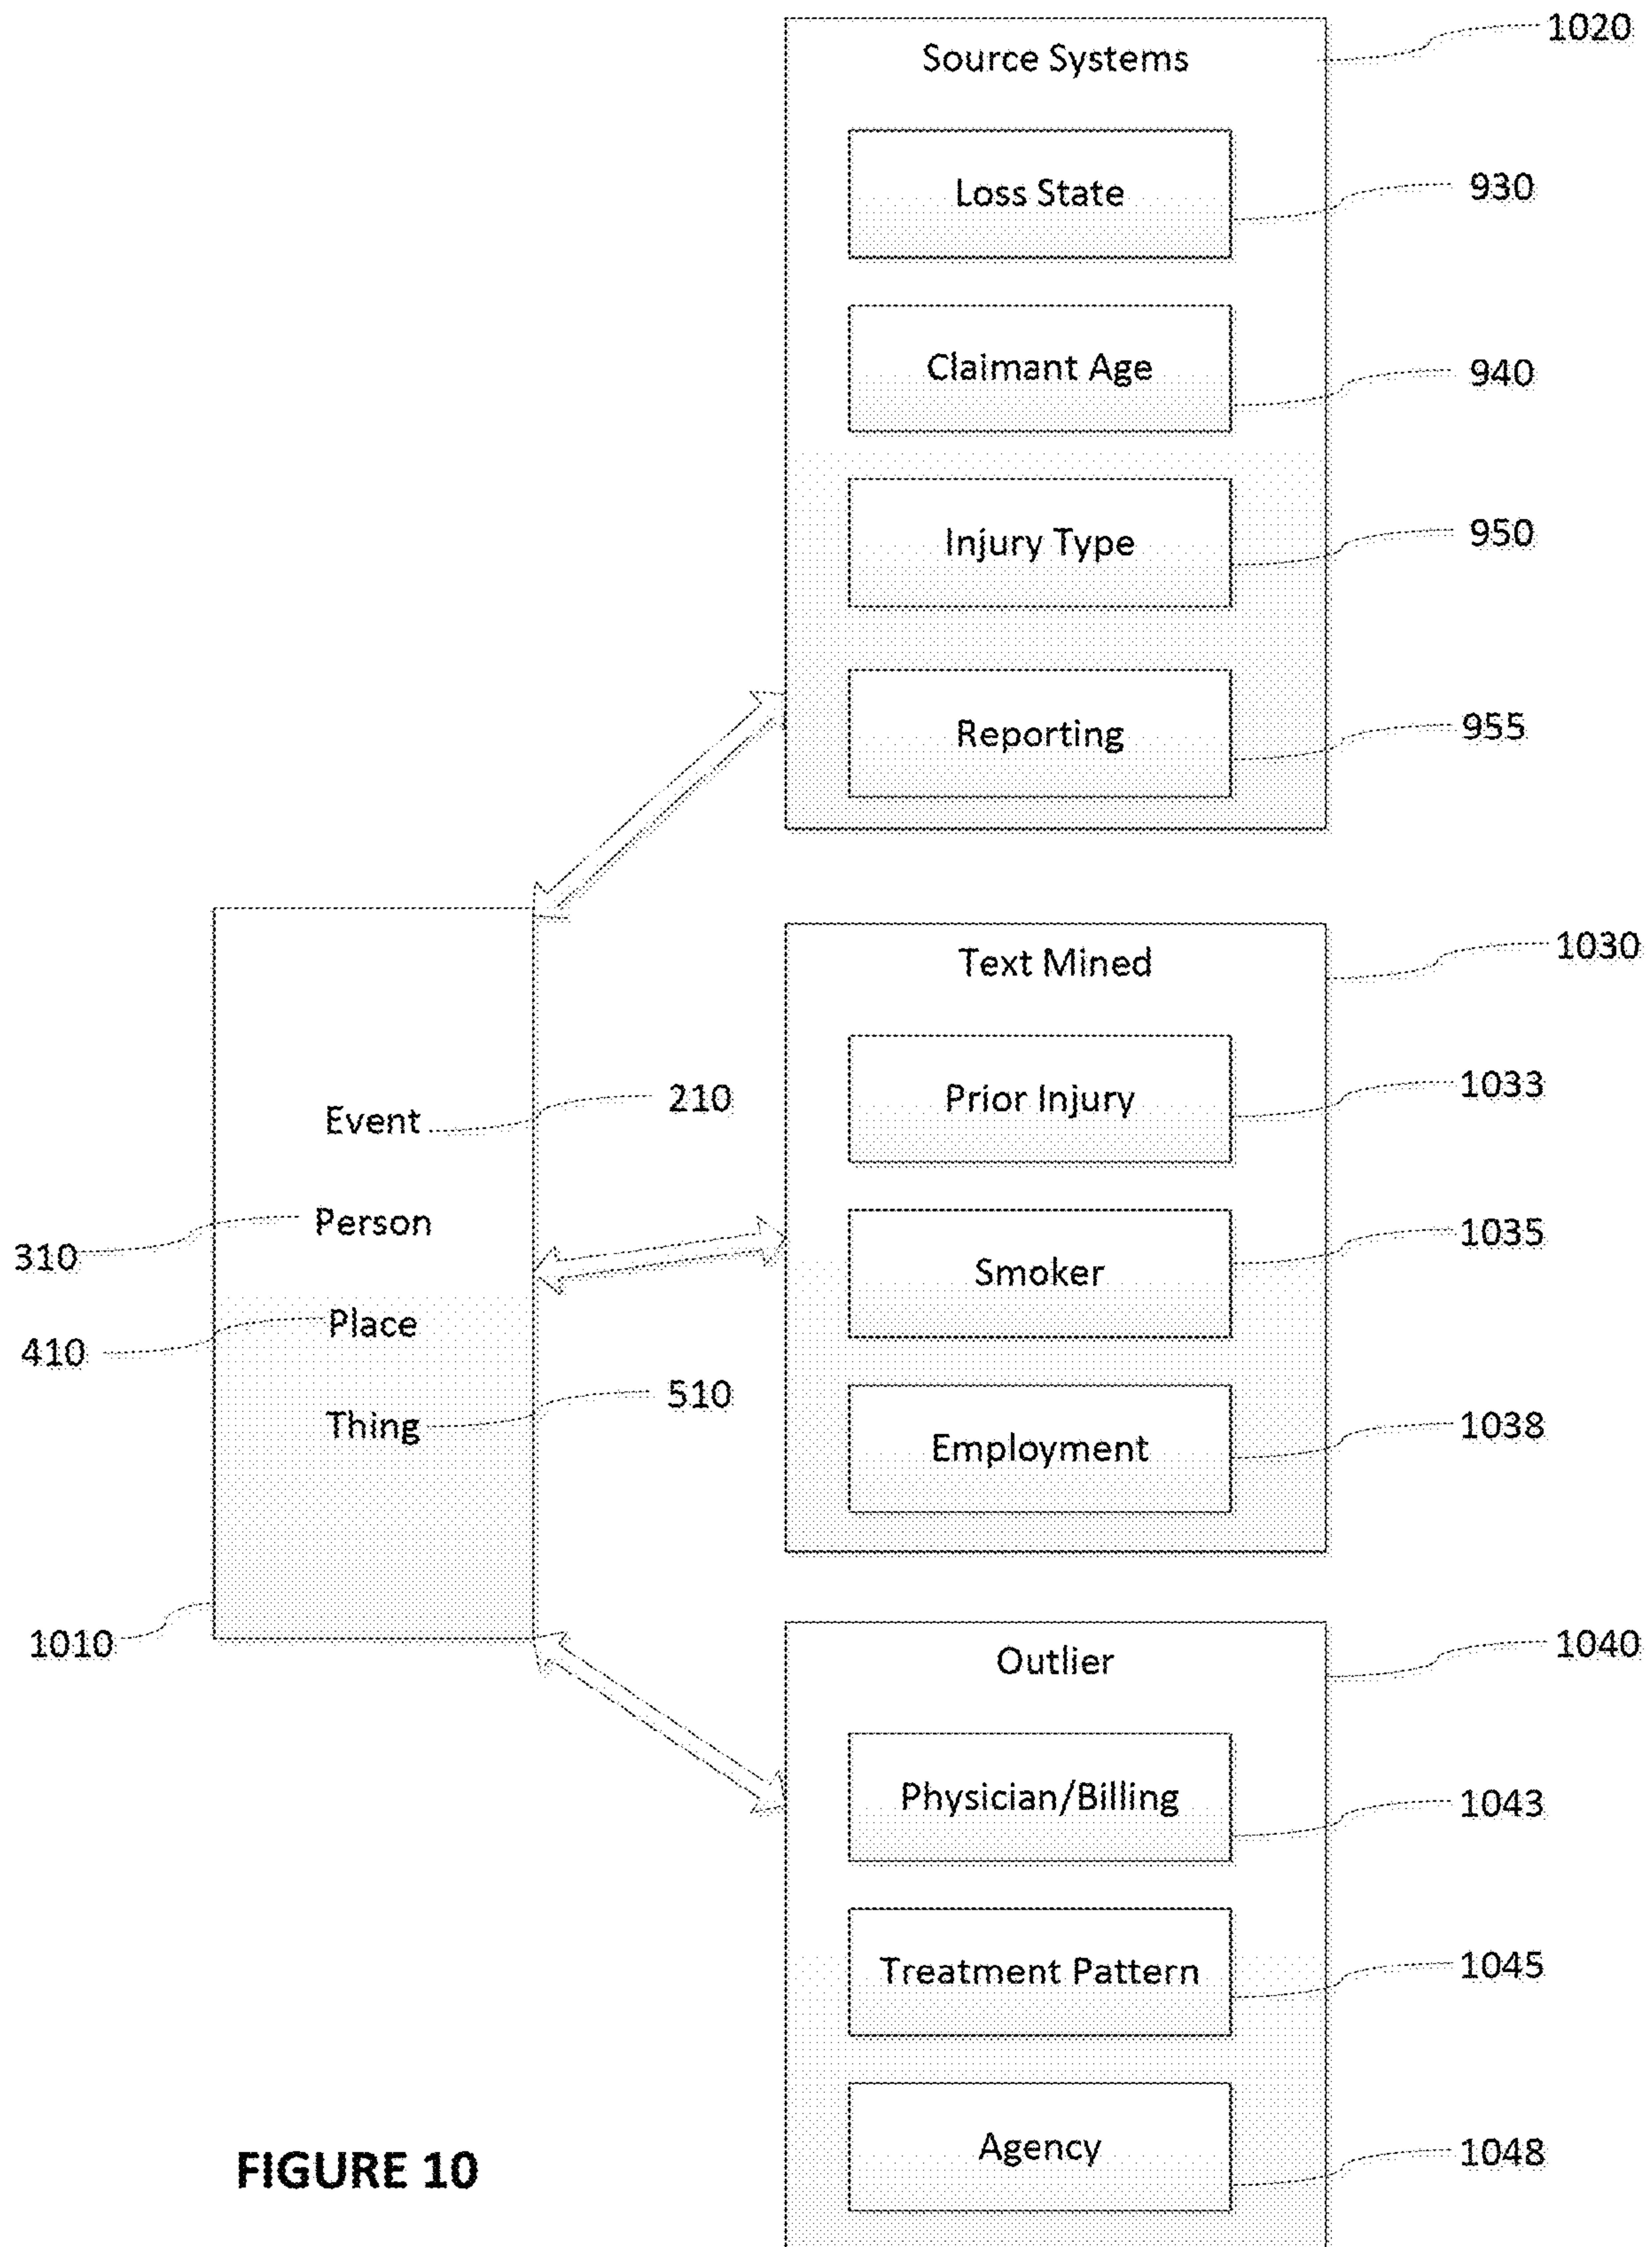 1020
Source Systems
Loss State
930
Claimant Age
940
Injury Type
950
Reporting
955
Text Mined
1030
Prior Injury
1033
Smoker
1035
Employment
1038
Event
210
Person
310
Place
410
Thing
510
1010
Outlier
1040
Physician/Billing
1043
Treatment Pattern
1045
Agency
1048
FIGURE 10